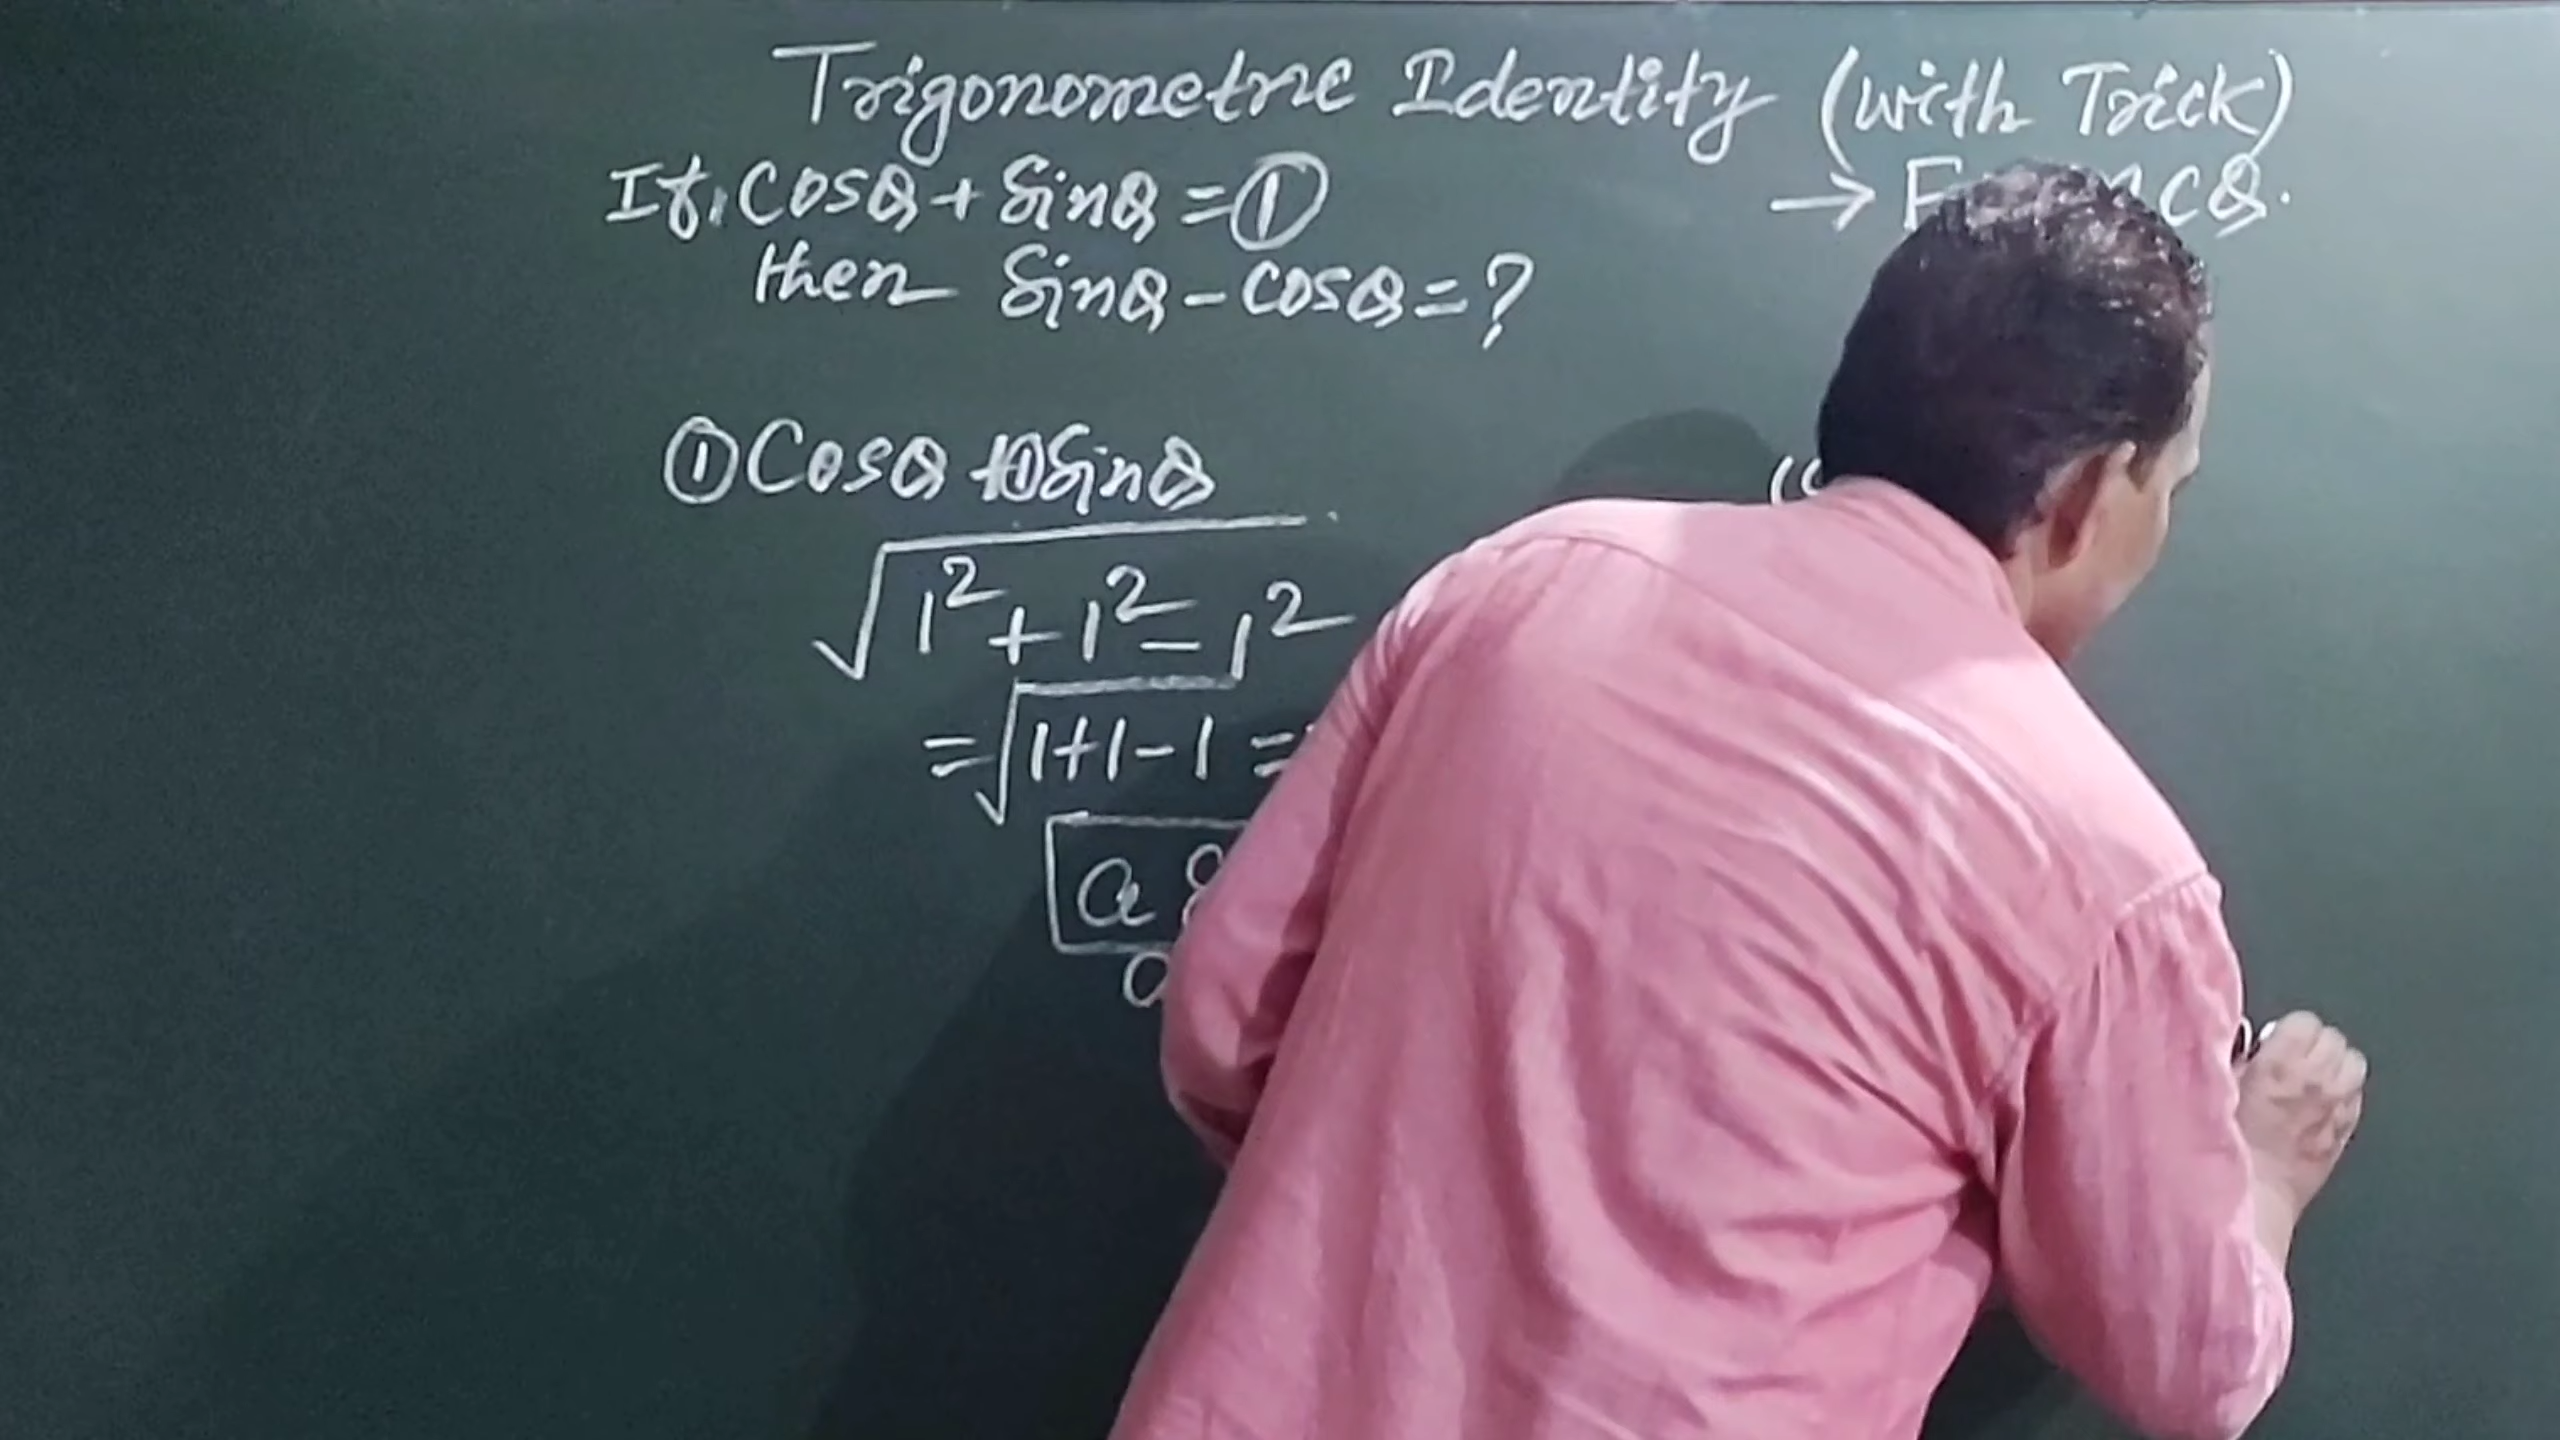 Trigonometric Identity (with Trick)
If, Cosθ + Sinθ = ①
then Sinθ - Cosθ = ?
① Cosθ + ① Sinθ
√1² + 1² - 1²
= √1+1-1 =
a